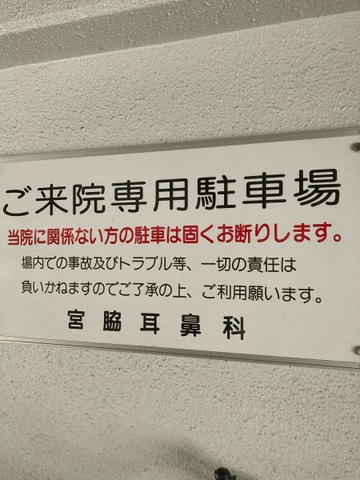 ご来院専用駐車場
当院に関係ない方の駐車は固くお断りします。
場内での事故及びトラブル等、一切の責任は
負いかねますのでご了承の上、ご利用願います。
宮脇耳鼻科